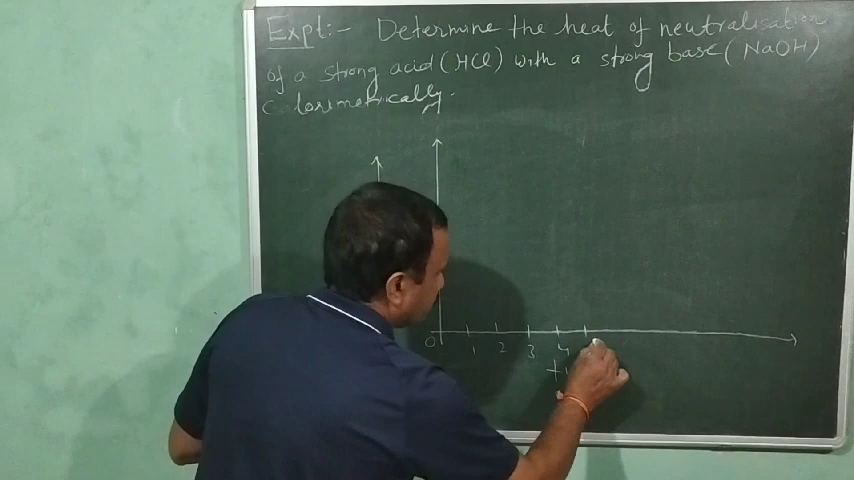 Expt:- Determine the heat of neutralisation
of a strong acid (HCl) with a strong base (NaOH)
Calorimetrically.
0 1 2 3 4